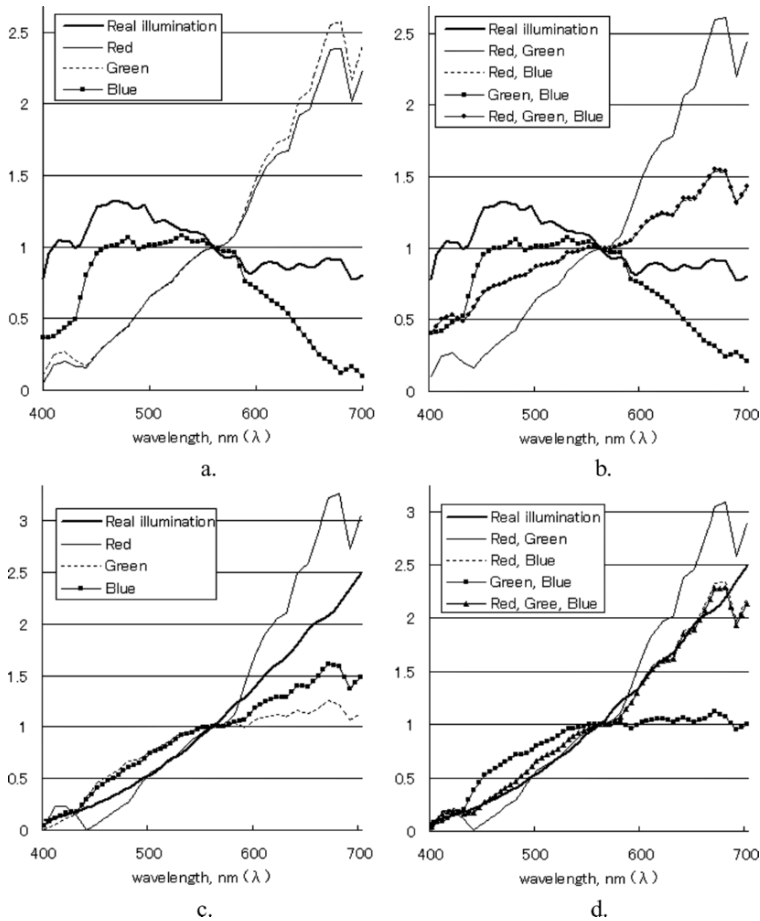 2.5
2
1.5
1
0.5
0
Real illumination
Red
Green
Blue
400 500 600 700
wavelength, nm (λ)
a.
2.5
2
1.5
1
0.5
0
Real illumination
Red, Green
Red, Blue
Green, Blue
Red, Green, Blue
400 500 600 700
wavelength, nm (λ)
b.
3
2.5
2
1.5
1
0.5
0
Real illumination
Red
Green
Blue
400 500 600 700
wavelength, nm (λ)
c.
3
2.5
2
1.5
1
0.5
0
Real illumination
Red, Green
Red, Blue
Green, Blue
Red, Gree, Blue
400 500 600 700
wavelength, nm (λ)
d.